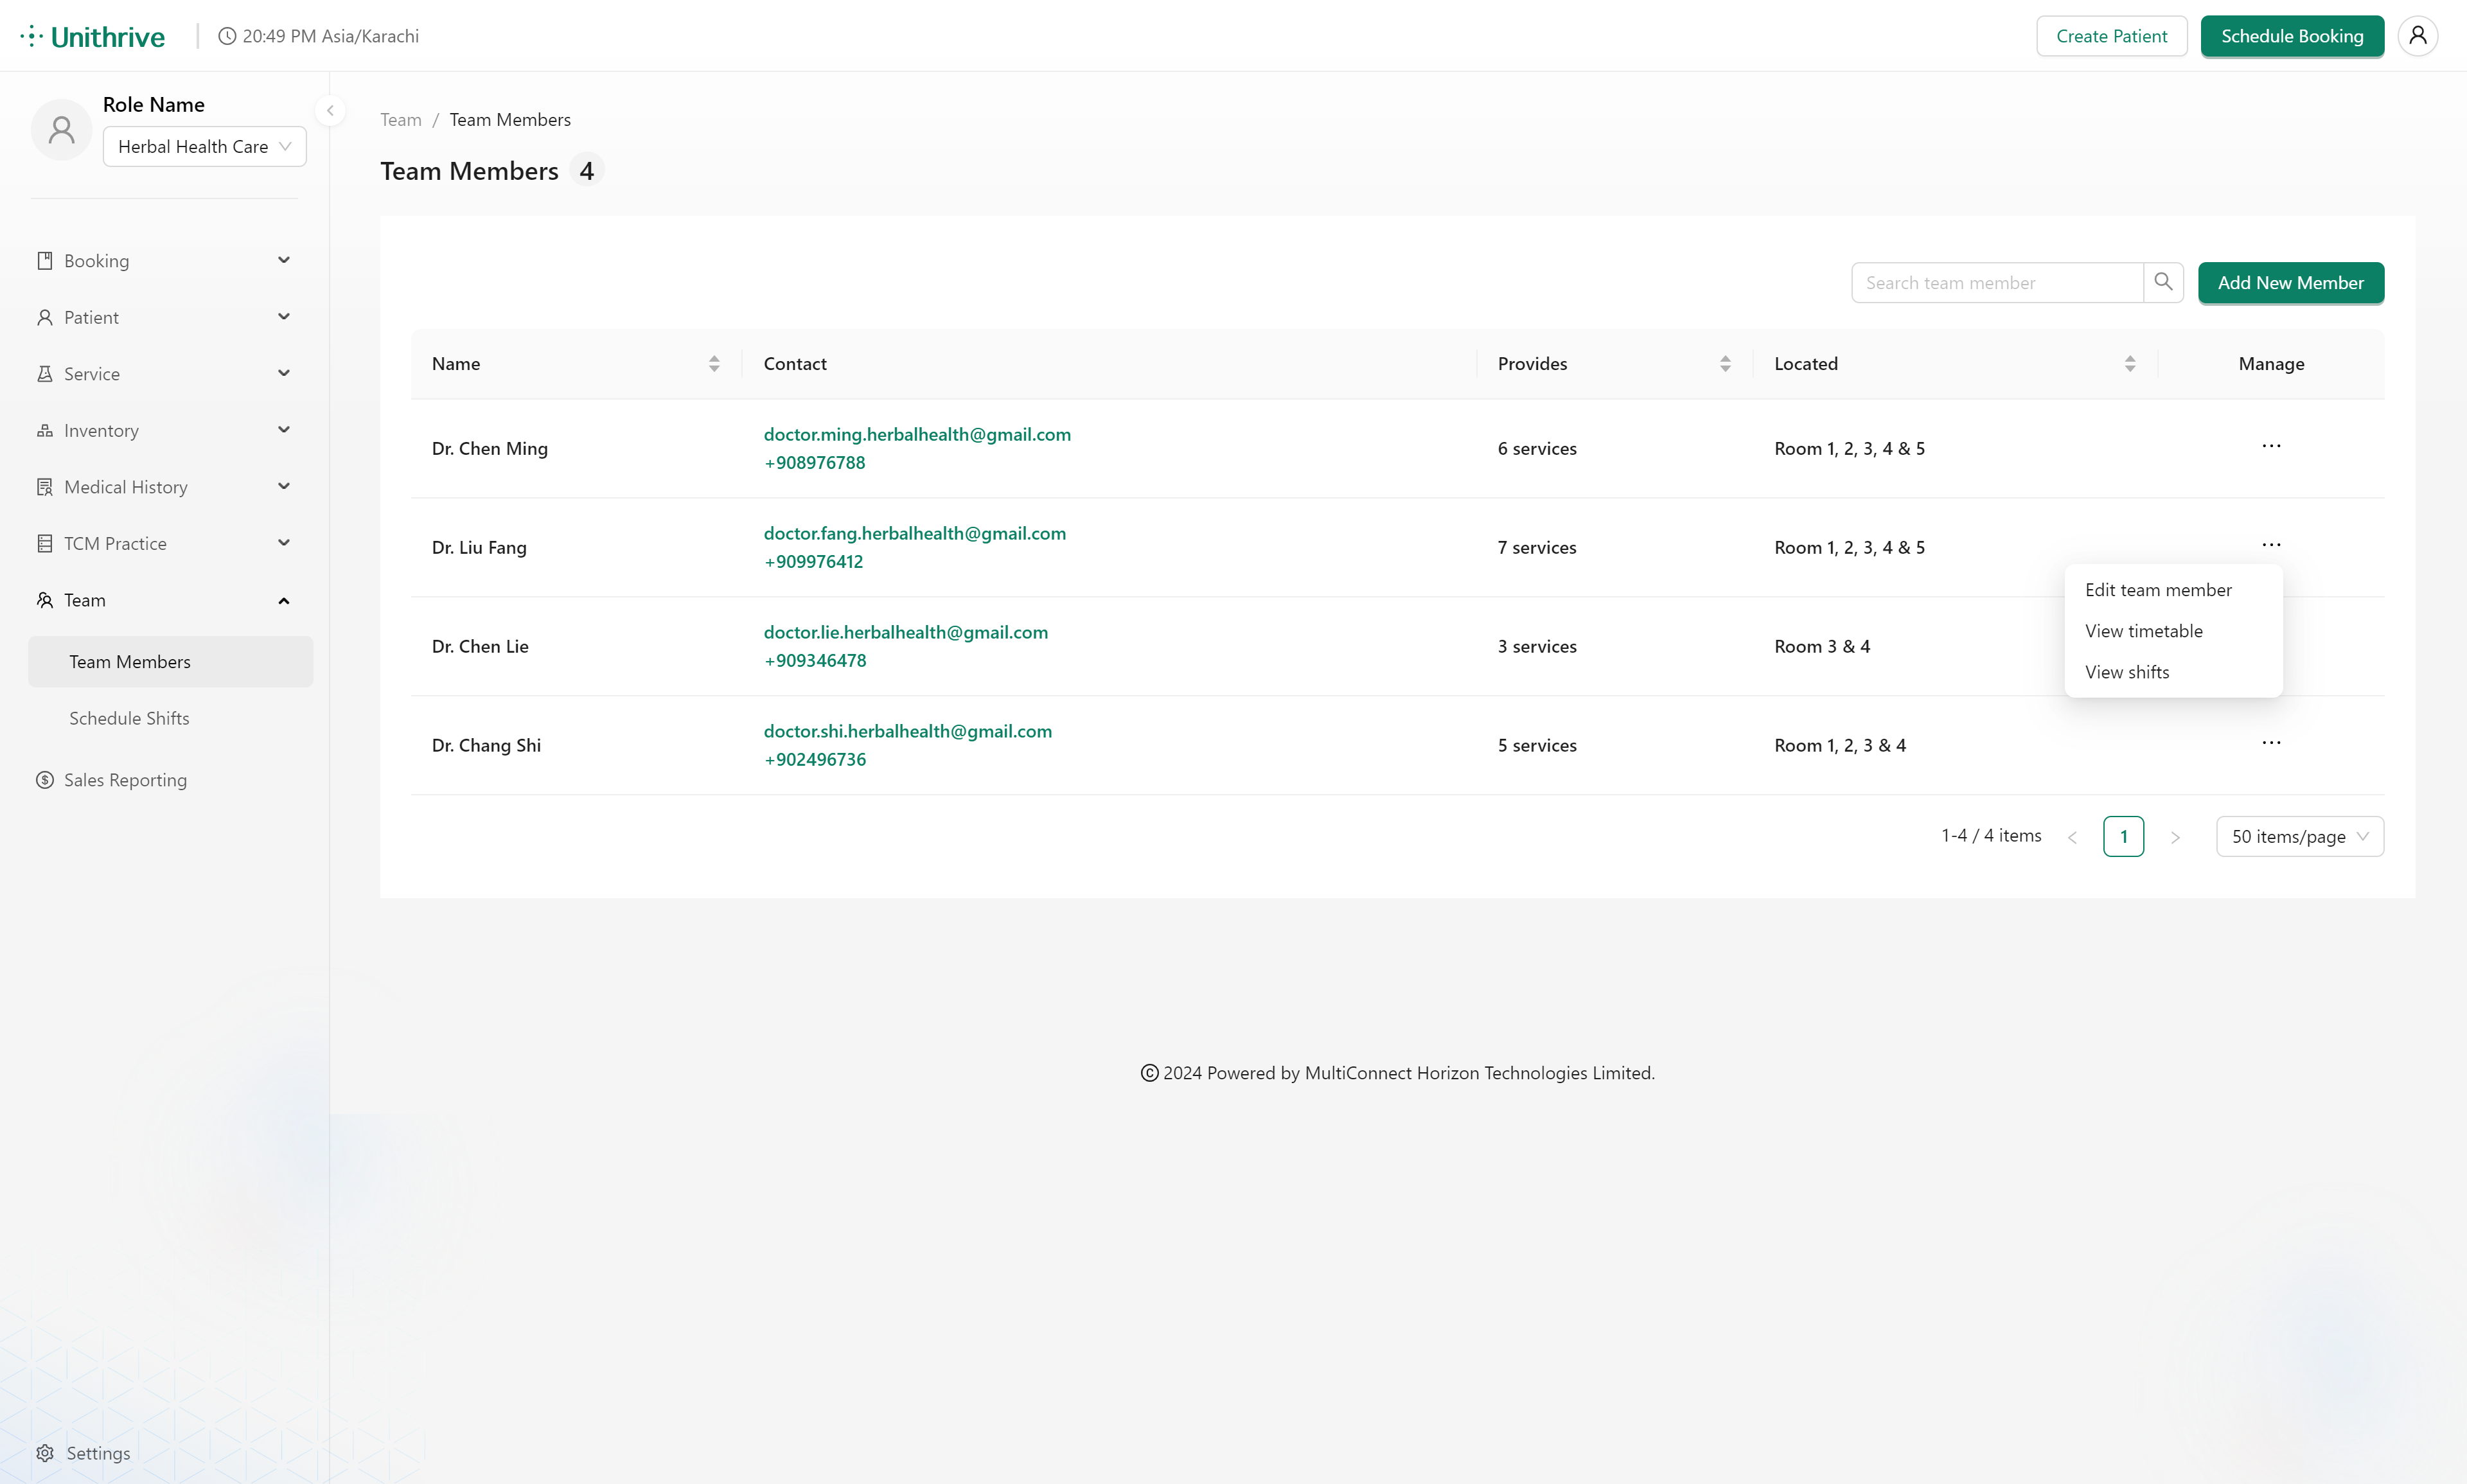 Unithrive
20:49 PM Asia/Karachi
Create Patient
Schedule Booking
Role Name
Herbal Health Care
Booking
Patient
Service
Inventory
Medical History
TCM Practice
Team
Team Members
Schedule Shifts
Sales Reporting
Settings
Team / Team Members
Team Members 4
Search team member
Add New Member
Name Contact Provides Located Manage
Dr. Chen Ming
doctor.ming.herbalhealth@gmail.com
+908976788
6 services
Room 1, 2, 3, 4 & 5
Dr. Liu Fang
doctor.fang.herbalhealth@gmail.com
+909976412
7 services
Room 1, 2, 3, 4 & 5
Edit team member
View timetable
View shifts
Dr. Chen Lie
doctor.lie.herbalhealth@gmail.com
+909346478
3 services
Room 3 & 4
Dr. Chang Shi
doctor.shi.herbalhealth@gmail.com
+902496736
5 services
Room 1, 2, 3 & 4
1-4 / 4 items
1
50 items/page
© 2024 Powered by MultiConnect Horizon Technologies Limited.